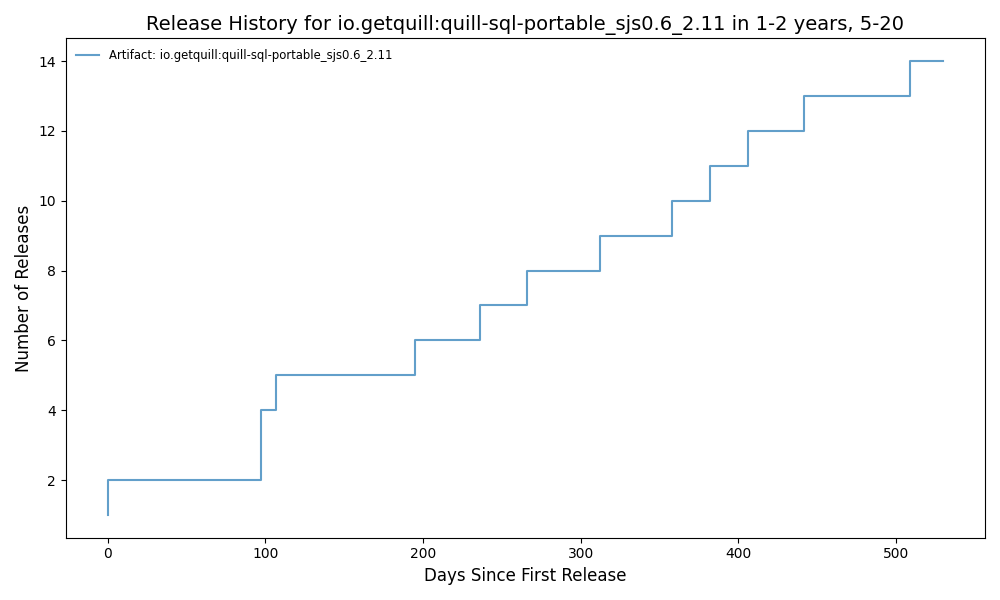 Release History for io.getquill:quill-sql-portable_sjs0.6_2.11 in 1-2 years, 5-20
Artifact: io.getquill:quill-sql-portable_sjs0.6_2.11
Number of Releases
14
12
10
8
6
4
2
0 100 200 300 400 500
Days Since First Release